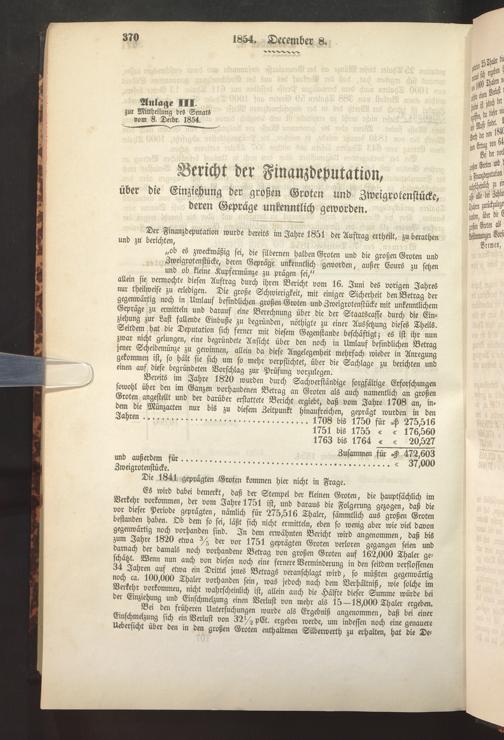 370
1854. December 8.
Anlage III.
zur Mittheilung des Senats
vom 8. Decbr. 1854.
Bericht der Finanzdeputation,
über die Einziehung der großen Groten und Zweigrotenstücke,
deren Gepräge unkenntlich geworden.
Der Finanzdeputation wurde bereits im Jahre 1851 der Auftrag ertheilt, zu berathen
und zu berichten,
„ob es zweckmäßig sei, die silbernen halben Groten und die großen Groten und
Zweigrotenstücke, deren Gepräge unkenntlich geworden, außer Cours zu setzen
und ob kleine Kupfermünze zu prägen sei,"
allein sie vermochte diesen Auftrag durch ihren Bericht vom 16. Juni des vorigen Jahres
nur theilweise zu erledigen. Die große Schwierigkeit, mit einiger Sicherheit den Betrag der
gegenwärtig noch in Umlauf befindlichen großen Groten und Zweigrotenstücke mit unkenntlichem
Gepräge zu ermitteln und darauf eine Berechnung über die der Staatscasse durch die Ein-
ziehung zur Last fallende Einbuße zu begründen, nöthigte zu einer Aussetzung dieses Theils.
Seitdem hat die Deputation sich ferner mit diesem Gegenstande beschäftigt; es ist ihr nun
zwar nicht gelungen, eine begründete Ansicht über den noch in Umlauf befindlichen Betrag
jener Scheidemünze zu gewinnen, allein da diese Angelegenheit mehrfach wieder in Anregung
gekommen ist, so hält sie sich um so mehr verpflichtet, über die Sachlage zu berichten und
einen auf diese begründeten Vorschlag zur Prüfung vorzulegen.
Bereits im Jahre 1820 wurden durch Sachverständige sorgfältige Erforschungen
sowohl über den im Ganzen vorhandenen Betrag an Groten als auch namentlich an großen
Groten angestellt und der darüber erstattete Bericht ergiebt, daß vom Jahre 1708 an, in-
dem die Münzacten nur bis zu diesem Zeitpunkt hinaufreichen, geprägt wurden in den
Jahren . . . . . . . . . . . . . . . . . . . . . . . . . 1708 bis 1750 für ₰ 275,516
1751 bis 1755 « « 176,560
1763 bis 1764 « « 20,527
Zusammen für ₰ 472,603
und außerdem für . . . . . . . . . . . . . . . . . . . . . . . . . « 37,000
Zweigrotenstücke.
Die 1841 geprägten Groten kommen hier nicht in Frage.
Es wird dabei bemerkt, daß der Stempel der kleinen Groten, die hauptsächlich im
Verkehr vorkommen, der vom Jahre 1751 ist, und daraus die Folgerung gezogen, daß die
vor dieser Periode geprägten, nämlich für 275,516 Thaler, sämmtlich aus großen Groten
bestanden haben. Ob dem so sei, läßt sich nicht ermitteln, eben so wenig aber wie viel davon
gegenwärtig noch vorhanden sind. In dem erwähnten Bericht wird angenommen, daß bis
zum Jahre 1820 etwa ⅖ der vor 1751 geprägten Groten verloren gegangen seien und
darnach der damals noch vorhandene Betrag von großen Groten auf 162,000 Thaler ge-
schätzt. Wenn nun auch von diesen noch eine fernere Verminderung in den seitdem verflossenen
34 Jahren auf etwa ein Drittel jenes Betrags veranschlagt wird, so müßten gegenwärtig
noch ca. 100,000 Thaler vorhanden sein, was jedoch nach dem Verhältniß, wie solche im
Verkehr vorkommen, nicht wahrscheinlich ist, allein auch die Hälfte dieser Summe würde bei
der Einziehung und Einschmelzung einen Verlust von mehr als 15—18,000 Thaler ergeben.
Bei den früheren Untersuchungen wurde als Ergebniß angenommen, daß bei einer
Einschmelzung sich ein Verlust von 32½ pCt. ergeben werde, um indessen noch eine genauere
Uebersicht über den in den großen Groten enthaltenen Silberwerth zu erhalten, hat die De-